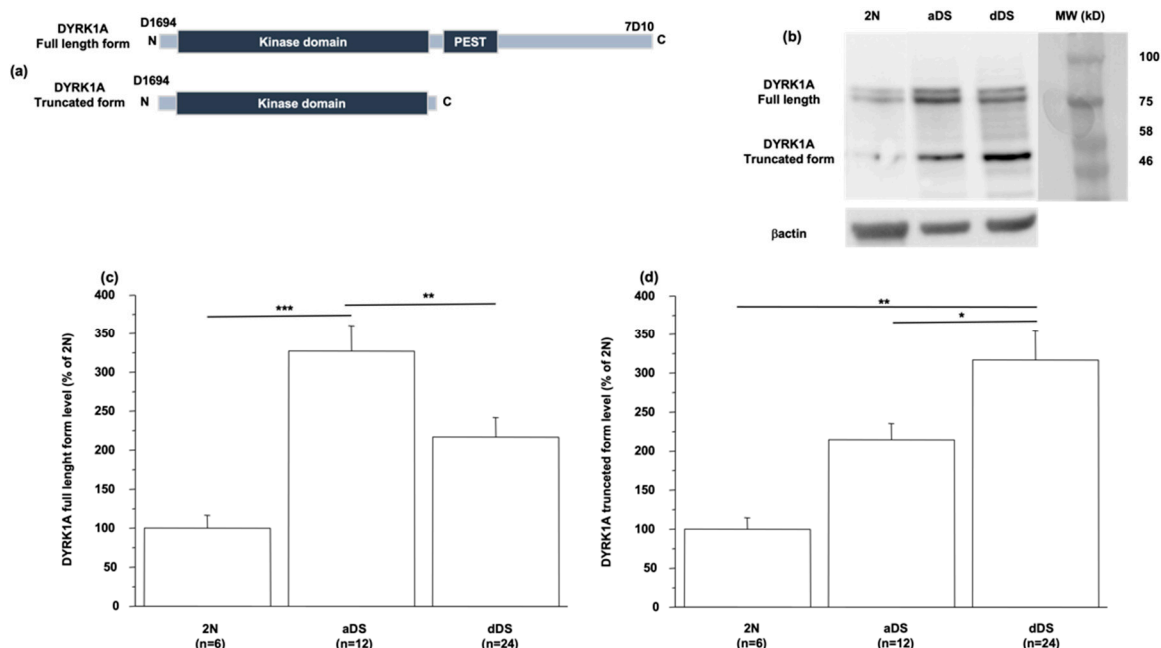 (a)
DYRK1A
Full length form
D1694
7D10
N
Kinase domain
PEST
C
DYRK1A
Truncated form
D1694
N
Kinase domain
C
(b)
2N aDS dDS MW (kD)
DYRK1A
Full length
DYRK1A
Truncated form
100
75
58
46
βactin
(c)
DYRK1A full lenght form level (% of 2N)
400
350
300
250
200
150
100
50
0
***
**
2N
(n=6)
aDS
(n=12)
dDS
(n=24)
(d)
DYRK1A trunceted form level (% of 2N)
400
350
300
250
200
150
100
50
0
**
*
2N
(n=6)
aDS
(n=12)
dDS
(n=24)